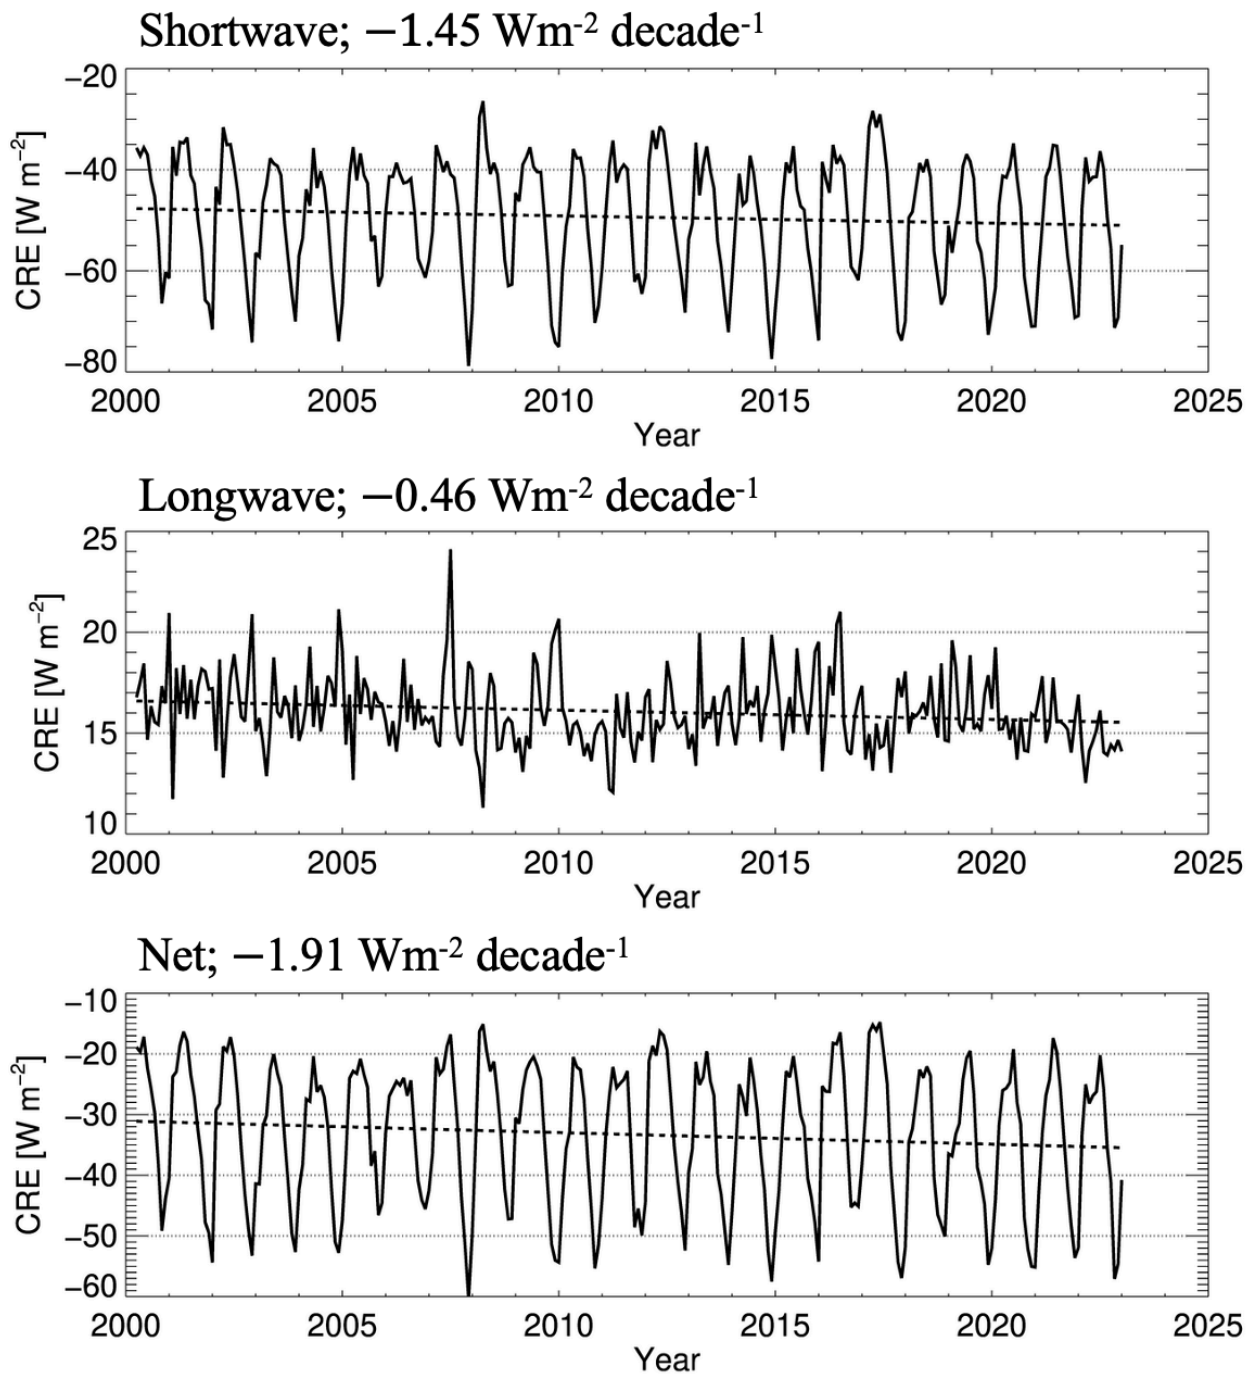 Shortwave; −1.45 Wm-2 decade-1
−20
−40
−60
−80
CRE [W m−2]
2000 2005 2010 2015 2020 2025
Year
Longwave; −0.46 Wm-2 decade-1
25
20
15
10
CRE [W m−2]
2000 2005 2010 2015 2020 2025
Year
Net; −1.91 Wm-2 decade-1
−10
−20
−30
−40
−50
−60
CRE [W m−2]
2000 2005 2010 2015 2020 2025
Year